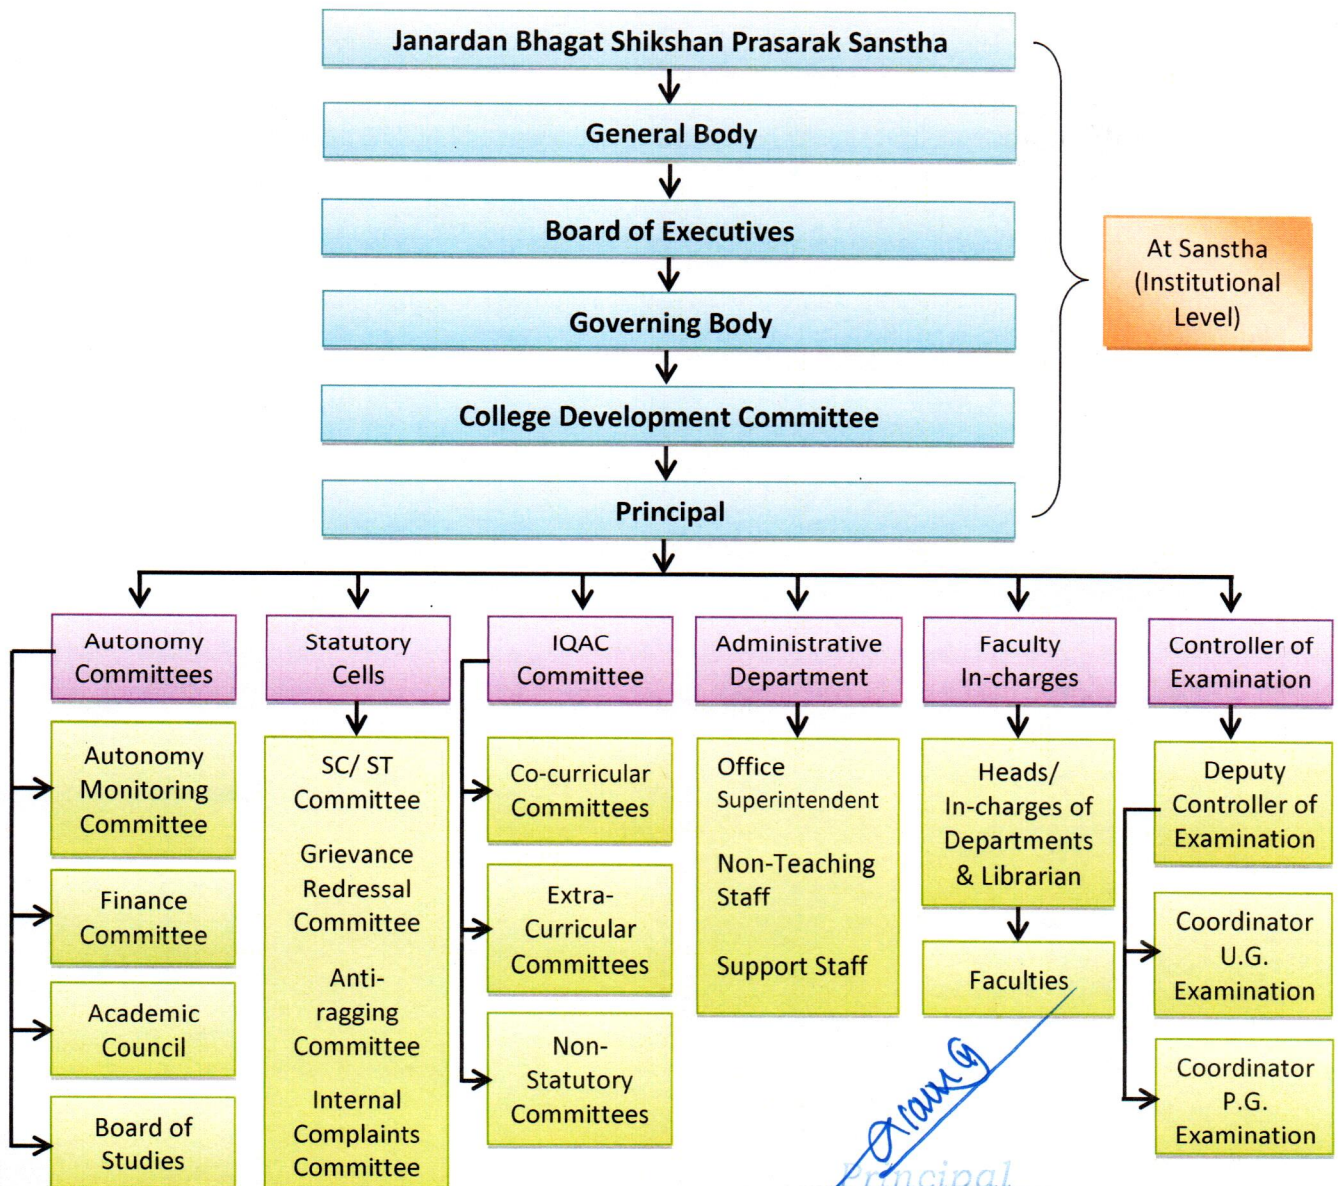 Janardan Bhagat Shikshan Prasarak Sanstha
General Body
Board of Executives
Governing Body
College Development Committee
Principal
At Sanstha
(Institutional
Level)
Autonomy
Committees
Autonomy
Monitoring
Committee
Finance
Committee
Academic
Council
Board of
Studies
Statutory
Cells
SC/ ST
Committee
Grievance
Redressal
Committee
Anti-
ragging
Committee
Internal
Complaints
Committee
IQAC
Committee
Co-curricular
Committees
Extra-
Curricular
Committees
Non-
Statutory
Committees
Administrative
Department
Office
Superintendent
Non-Teaching
Staff
Support Staff
Faculty
In-charges
Heads/
In-charges of
Departments
& Librarian
Faculties
Controller of
Examination
Deputy
Controller of
Examination
Coordinator
U.G.
Examination
Coordinator
P.G.
Examination
Principal